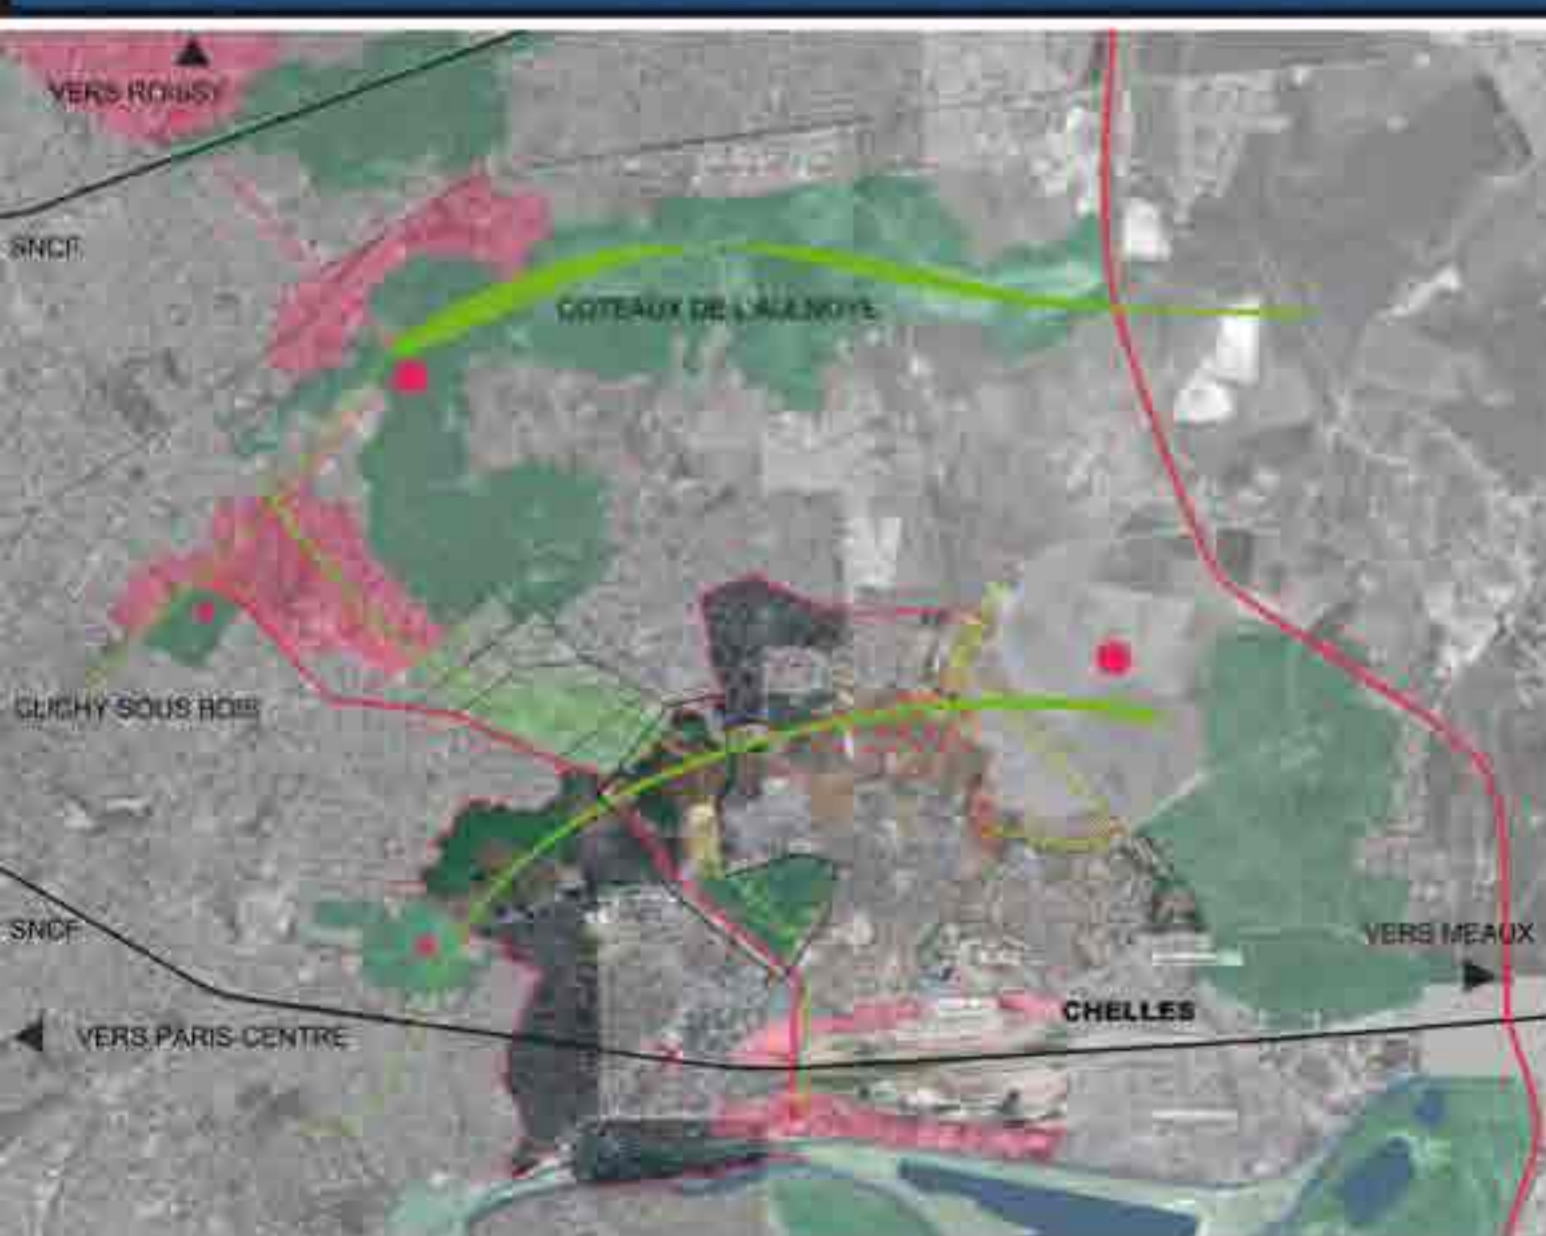 VERS ROISSY
SNCF
COTEAUX DE L'AULNOYE
CLICHY SOUS BOIS
SNCF
VERS MEAUX
CHELLES
VERS PARIS-CENTRE